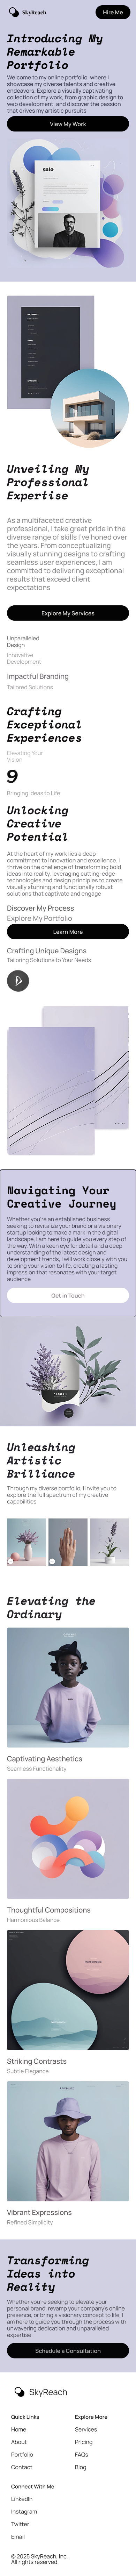 SkyReach
Hire Me
Introducing My
Remarkable
Portfolio
Welcome to my online portfolio, where I
present my diverse talents and creative
endeavors. Explore a visually captivating
collection of work, from graphic design to
web development, and discover the passion
that drives my artistic pursuits
View My Work
Unveiling My
Professional
Expertise
As a multifaceted creative
professional, I take great pride in the
diverse range of skills I've honed over
the years. From conceptualizing
visually stunning designs to crafting
seamless user experiences, I am
committed to delivering exceptional
results that exceed client
expectations
Explore My Services
Unparalleled
Design
Innovative
Development
Impactful Branding
Tailored Solutions
Crafting
Exceptional
Experiences
Elevating Your
Vision
9
Bringing Ideas to Life
Unlocking
Creative
Potential
At the heart of my work lies a deep
commitment to innovation and excellence. I
thrive on the challenge of transforming bold
ideas into reality, leveraging cutting-edge
technologies and design principles to create
visually stunning and functionally robust
solutions that captivate and engage
Discover My Process
Explore My Portfolio
Learn More
Crafting Unique Designs
Tailoring Solutions to Your Needs
Navigating Your
Creative Journey
Whether you're an established business
seeking to elevate your brand or a visionary
startup looking to make a mark in the digital
landscape, I am here to guide you every step
of the way. With a keen eye for detail and a
deep understanding of the latest design and
development trends, I will work closely with you
to bring your vision to life, creating a lasting
impression that resonates with your target
audience
Get in Touch
Unleashing
Artistic
Brilliance
Through my diverse portfolio, I invite you to
explore the full spectrum of my creative
capabilities
Elevating the
Ordinary
Captivating Aesthetics
Seamless Functionality
Thoughtful Compositions
Harmonious Balance
Striking Contrasts
Subtle Elegance
Vibrant Expressions
Refined Simplicity
Transforming
Ideas into
Reality
Whether you're seeking to elevate your
personal brand, revamp your company's online
presence, or bring a visionary concept to life, I
am here to guide you through the process with
unwavering dedication and unparalleled
expertise
Schedule a Consultation
SkyReach
Quick Links
Explore More
Home
Services
About
Pricing
Portfolio
FAQs
Contact
Blog
Connect With Me
LinkedIn
Instagram
Twitter
Email
© 2025 SkyReach, Inc.
All rights reserved.